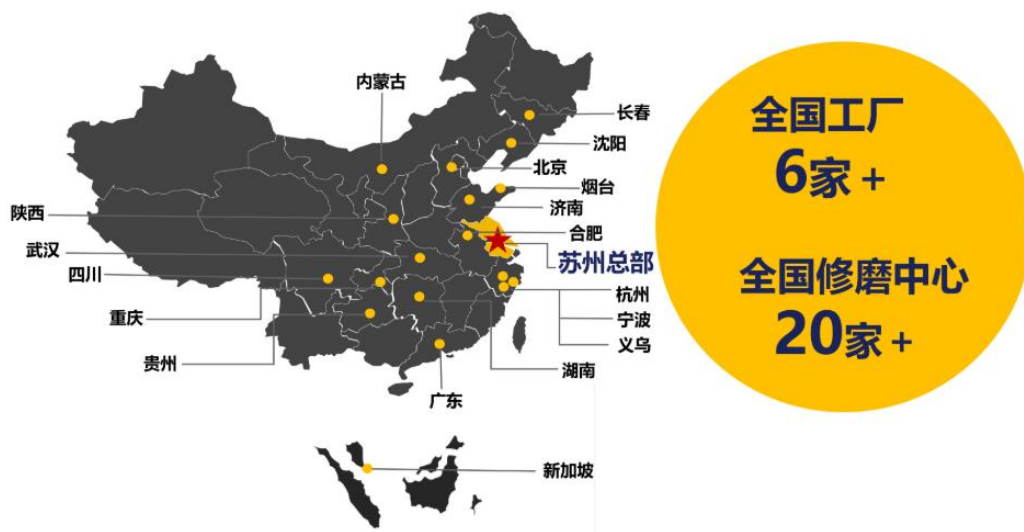 内蒙古
长春
沈阳
北京
烟台
济南
陕西
合肥
武汉
苏州总部
四川
杭州
重庆
宁波
义乌
贵州
湖南
广东
新加坡
全国工厂
6家+
全国修磨中心
20家+